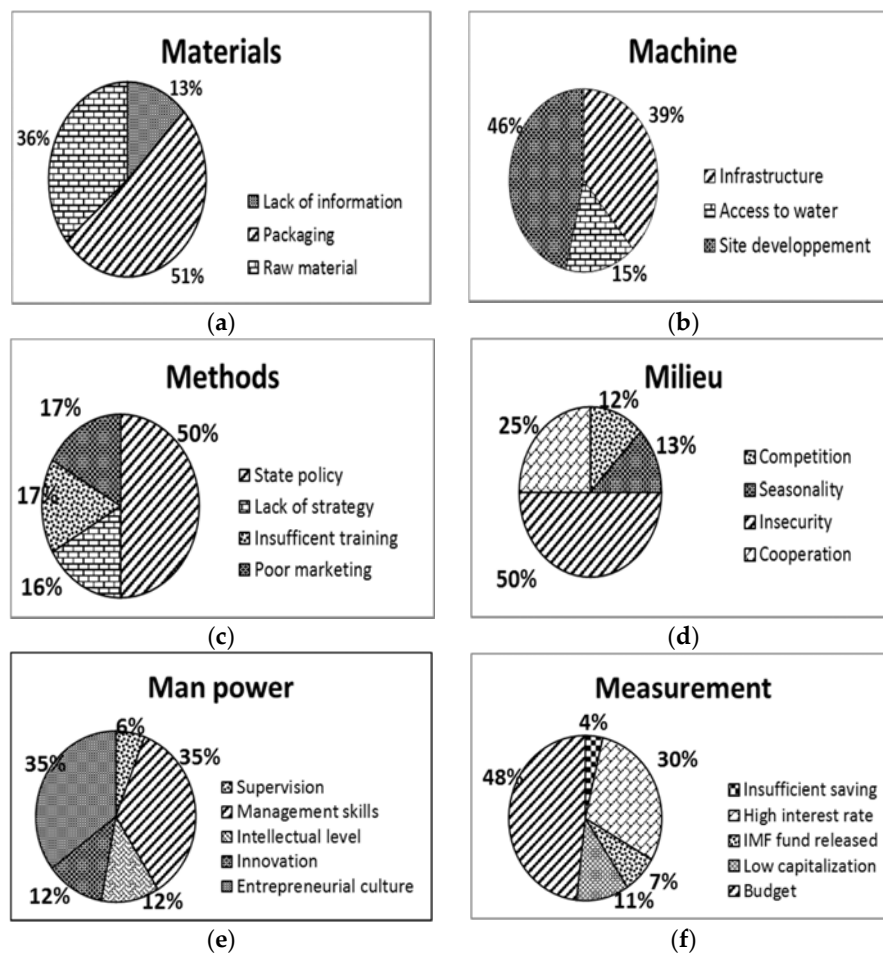 Materials
13%
36%
51%
Lack of information
Packaging
Raw material
(a)
Machine
46%
39%
15%
Infrastructure
Access to water
Site developpement
(b)
Methods
17%
50%
17%
16%
State policy
Lack of strategy
Insufficent training
Poor marketing
(c)
Milieu
12%
25%
13%
50%
Competition
Seasonality
Insecurity
Cooperation
(d)
Man power
6%
35%
35%
12%
12%
Supervision
Management skills
Intellectual level
Innovation
Entrepreneurial culture
(e)
Measurement
4%
30%
48%
7%
11%
Insufficient saving
High interest rate
IMF fund released
Low capitalization
Budget
(f)